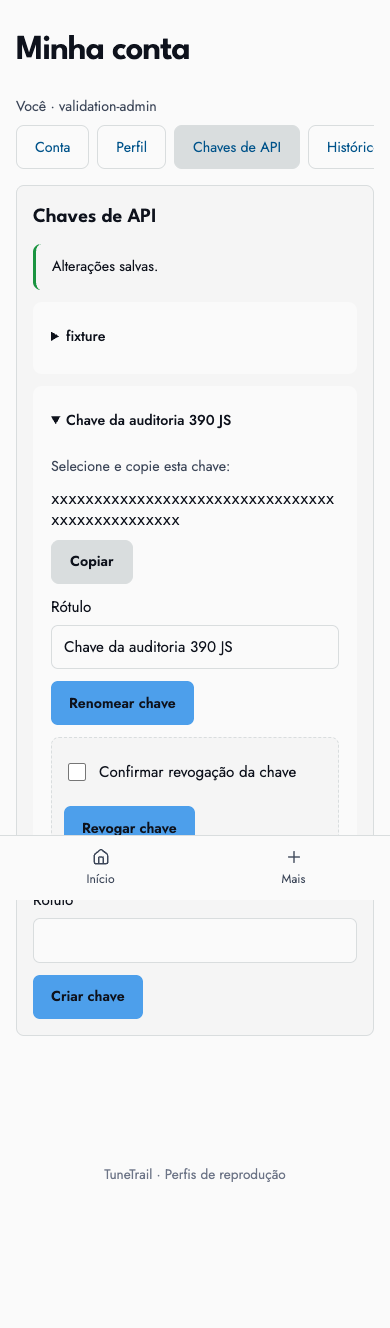 Minha conta
Você · validation-admin
Conta
Perfil
Chaves de API
Históric
Chaves de API
Alterações salvas.
fixture
Chave da auditoria 390 JS
Selecione e copie esta chave:
xxxxxxxxxxxxxxxxxxxxxxxxxxxxxxxxx
xxxxxxxxxxxxxxx
Copiar
Rótulo
Chave da auditoria 390 JS
Renomear chave
Confirmar revogação da chave
Revogar chave
Início
Mais
Rótulo
Criar chave
TuneTrail · Perfis de reprodução